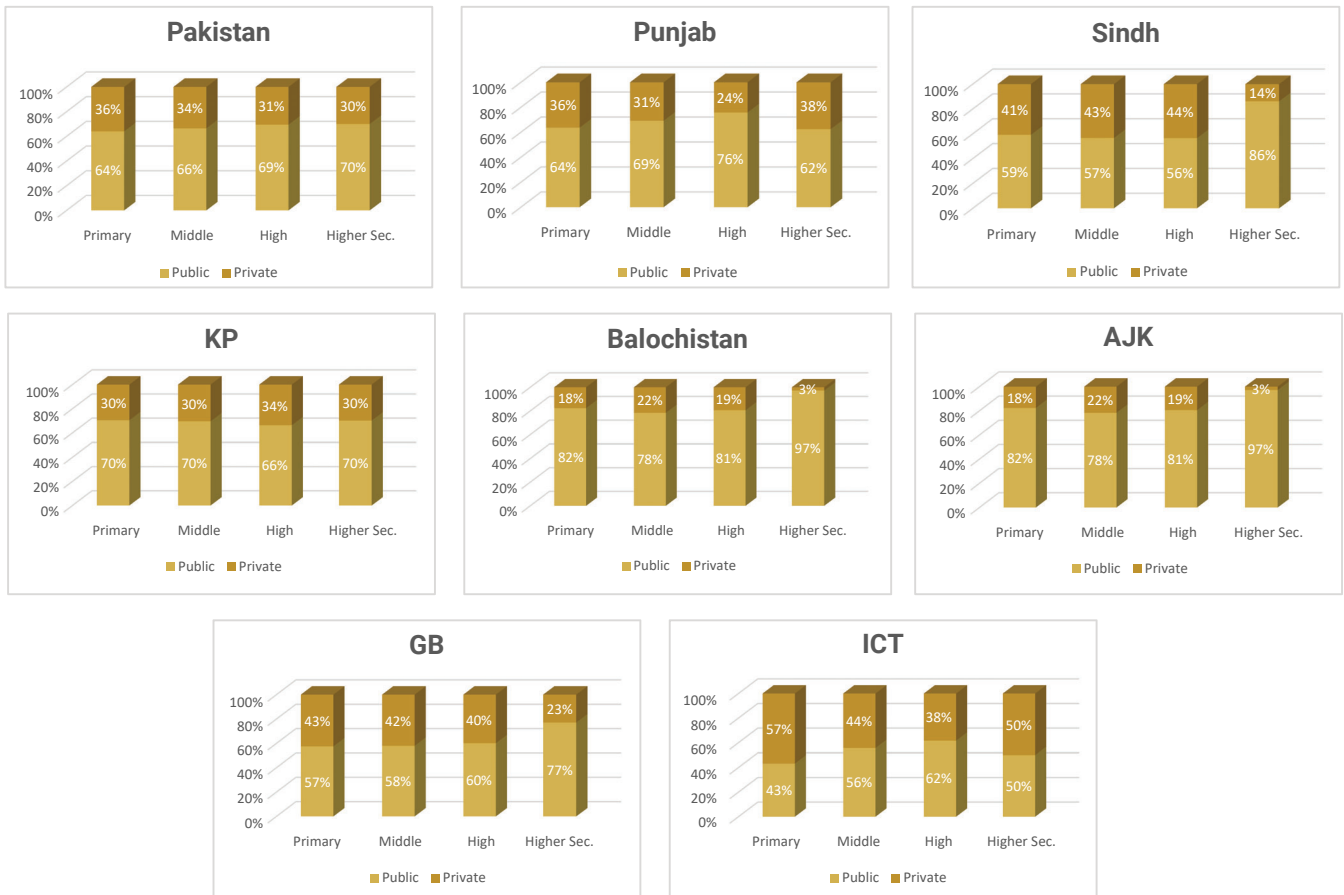 Pakistan
100%
80%
60%
40%
20%
0%
36% 34% 31% 30%
64% 66% 69% 70%
Primary Middle High Higher Sec.
Public Private
Punjab
100%
80%
60%
40%
20%
0%
36% 31% 24% 38%
64% 69% 76% 62%
Primary Middle High Higher Sec.
Public Private
Sindh
100%
80%
60%
40%
20%
0%
41% 43% 44% 14%
59% 57% 56% 86%
Primary Middle High Higher Sec.
Public Private
KP
100%
80%
60%
40%
20%
0%
30% 30% 34% 30%
70% 70% 66% 70%
Primary Middle High Higher Sec.
Public Private
Balochistan
100%
80%
60%
40%
20%
0%
18% 22% 19% 3%
82% 78% 81% 97%
Primary Middle High Higher Sec.
Public Private
AJK
100%
80%
60%
40%
20%
0%
18% 22% 19% 3%
82% 78% 81% 97%
Primary Middle High Higher Sec.
Public Private
GB
100%
80%
60%
40%
20%
0%
43% 42% 40% 23%
57% 58% 60% 77%
Primary Middle High Higher Sec.
Public Private
ICT
100%
80%
60%
40%
20%
0%
57% 44% 38% 50%
43% 56% 62% 50%
Primary Middle High Higher Sec.
Public Private